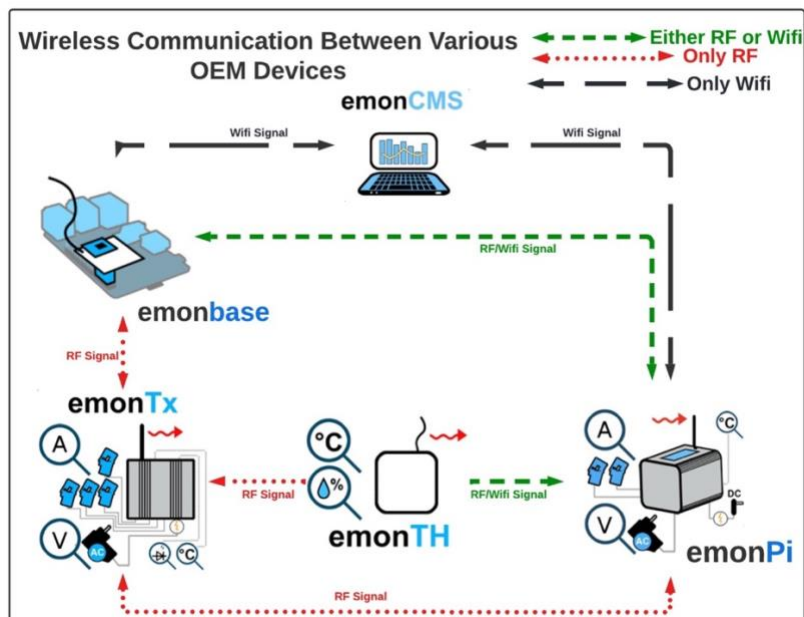 Wireless Communication Between Various
OEM Devices
Either RF or Wifi
Only RF
Only Wifi
emonCMS
Wifi Signal
Wifi Signal
RF/Wifi Signal
emonbase
RF Signal
emonTx
A
V
AC
°C
RF Signal
°C
%
emonTH
RF/Wifi Signal
A
V
AC
°C
DC
emonPi
RF Signal